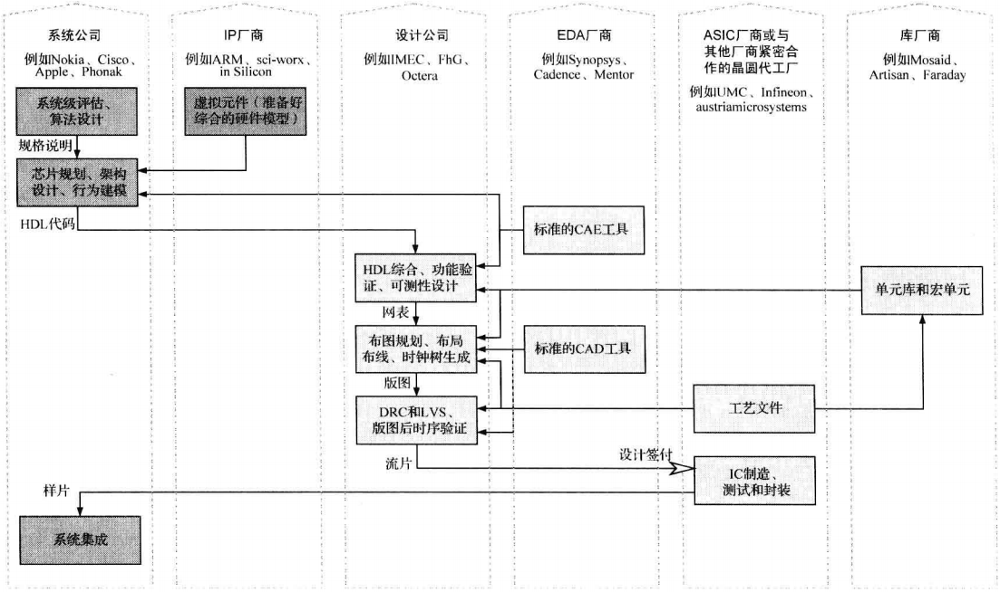 系统公司
例如Nokia、Cisco、
Apple、Phonak
IP厂商
例如ARM、sci-worx、
in Silicon
设计公司
例如IMEC、FhG、
Octera
EDA厂商
例如Synopsys、
Cadence、Mentor
ASIC厂商或与
其他厂商紧密合
作的晶圆代工厂
例如UMC、Infineon、
austriamicrosystems
库厂商
例如Mosaid、
Artisan、Faraday
系统级评估、
算法设计
虚拟元件（准备好
综合的硬件模型）
规格说明
芯片规划、架构
设计、行为建模
HDL代码
标准的CAE工具
HDL综合、功能验
证、可测性设计
单元库和宏单元
网表
布图规划、布局
布线、时钟树生成
标准的CAD工具
版图
DRC和LVS、
版图后时序验证
工艺文件
流片
设计签付
IC制造、
测试和封装
样片
系统集成